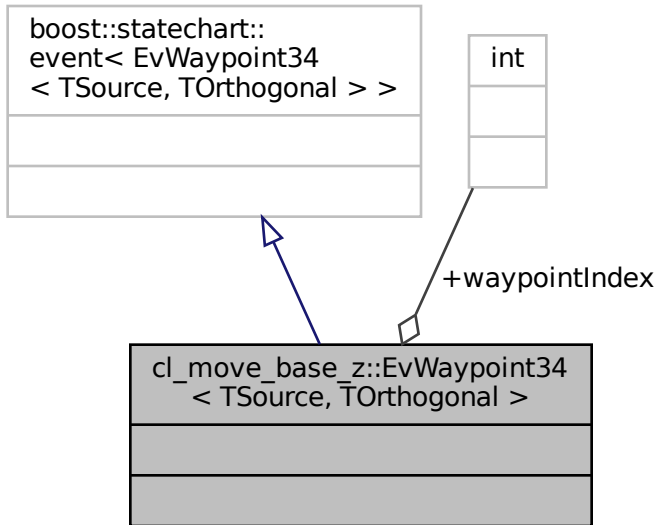 boost::statechart::
event< EvWaypoint34
< TSource, TOrthogonal > >
int
+waypointIndex
cl_move_base_z::EvWaypoint34
< TSource, TOrthogonal >